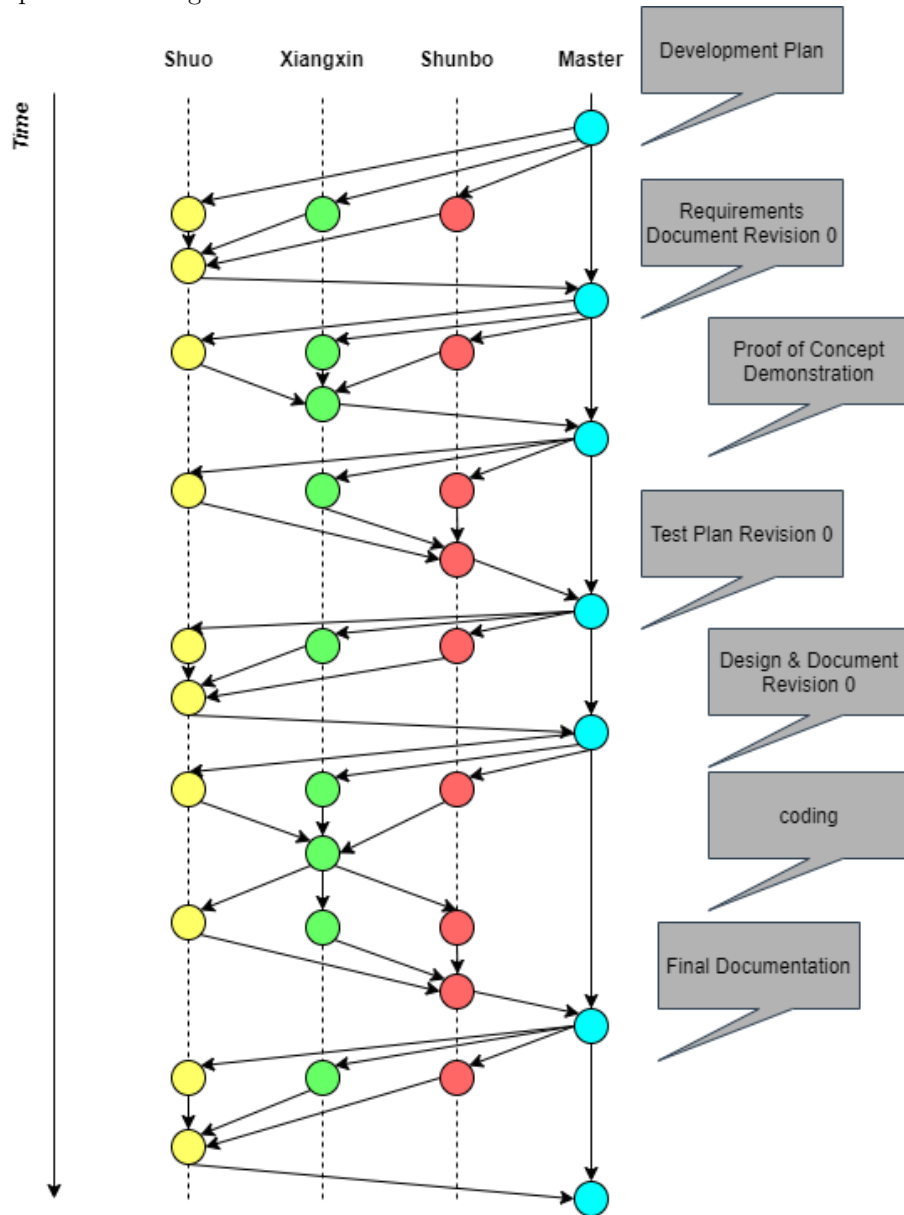 Shuo
Xiangxin
Shunbo
Master
Time
Development Plan
Requirements
Document Revision 0
Proof of Concept
Demonstration
Test Plan Revision 0
Design & Document
Revision 0
coding
Final Documentation